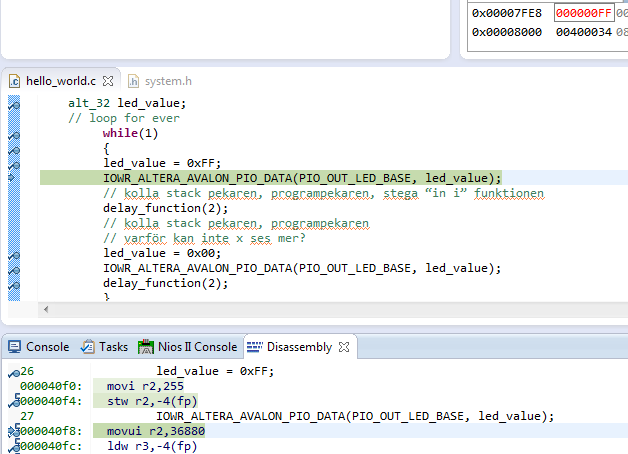 0x00007FE8 000000FF 00
0x00008000 00400034 08
hello_world.c system.h
alt_32 led_value;
// loop for ever
while(1)
{
led_value = 0xFF;
IOWR_ALTERA_AVALON_PIO_DATA(PIO_OUT_LED_BASE, led_value);
// kolla stack pekaren, programpekaren, stega “in i” funktionen
delay_function(2);
// kolla stack pekaren, programpekaren
// varför kan inte x ses mer?
led_value = 0x00;
IOWR_ALTERA_AVALON_PIO_DATA(PIO_OUT_LED_BASE, led_value);
delay_function(2);
}
Console Tasks Nios II Console Disassembly
26 led_value = 0xFF;
000040f0: movi r2,255
000040f4: stw r2,-4(fp)
27 IOWR_ALTERA_AVALON_PIO_DATA(PIO_OUT_LED_BASE, led_value);
000040f8: movui r2,36880
000040fc: ldw r3,-4(fp)